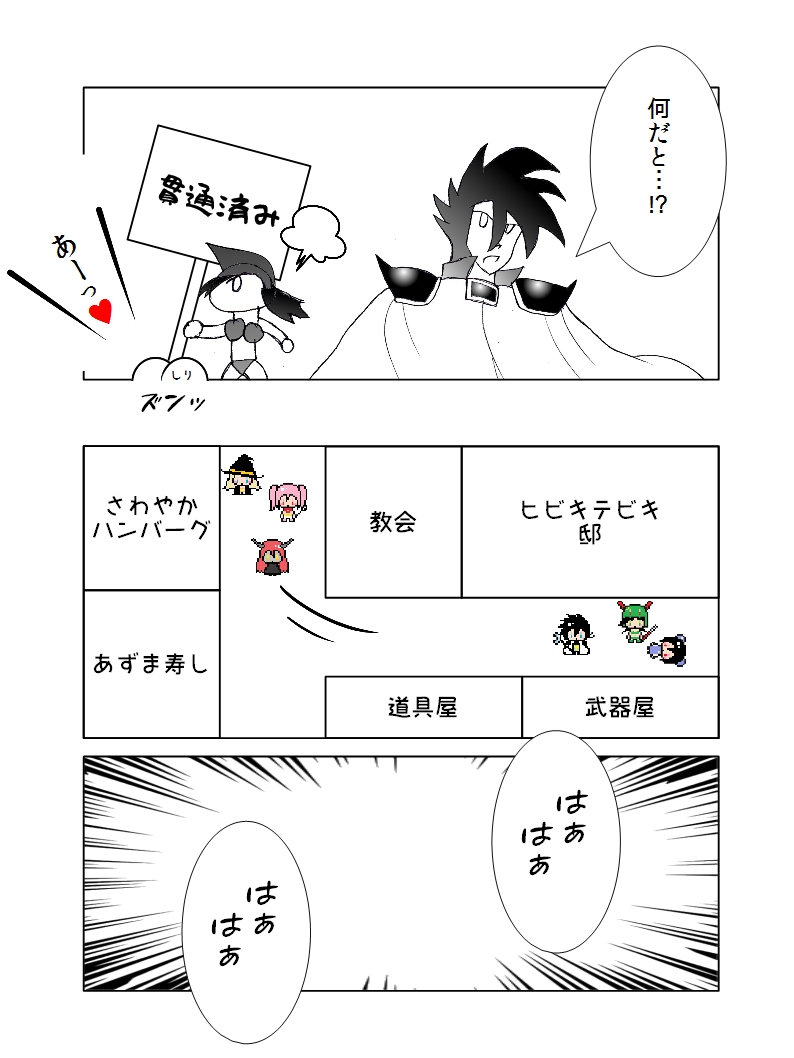 何だと…!?
貫通済み
あーっ
しり
ズンッ
さわやか
ハンバーグ
教会
ヒビキテビキ
邸
あずま寿し
道具屋
武器屋
はぁ
はぁ
はぁ
はぁ